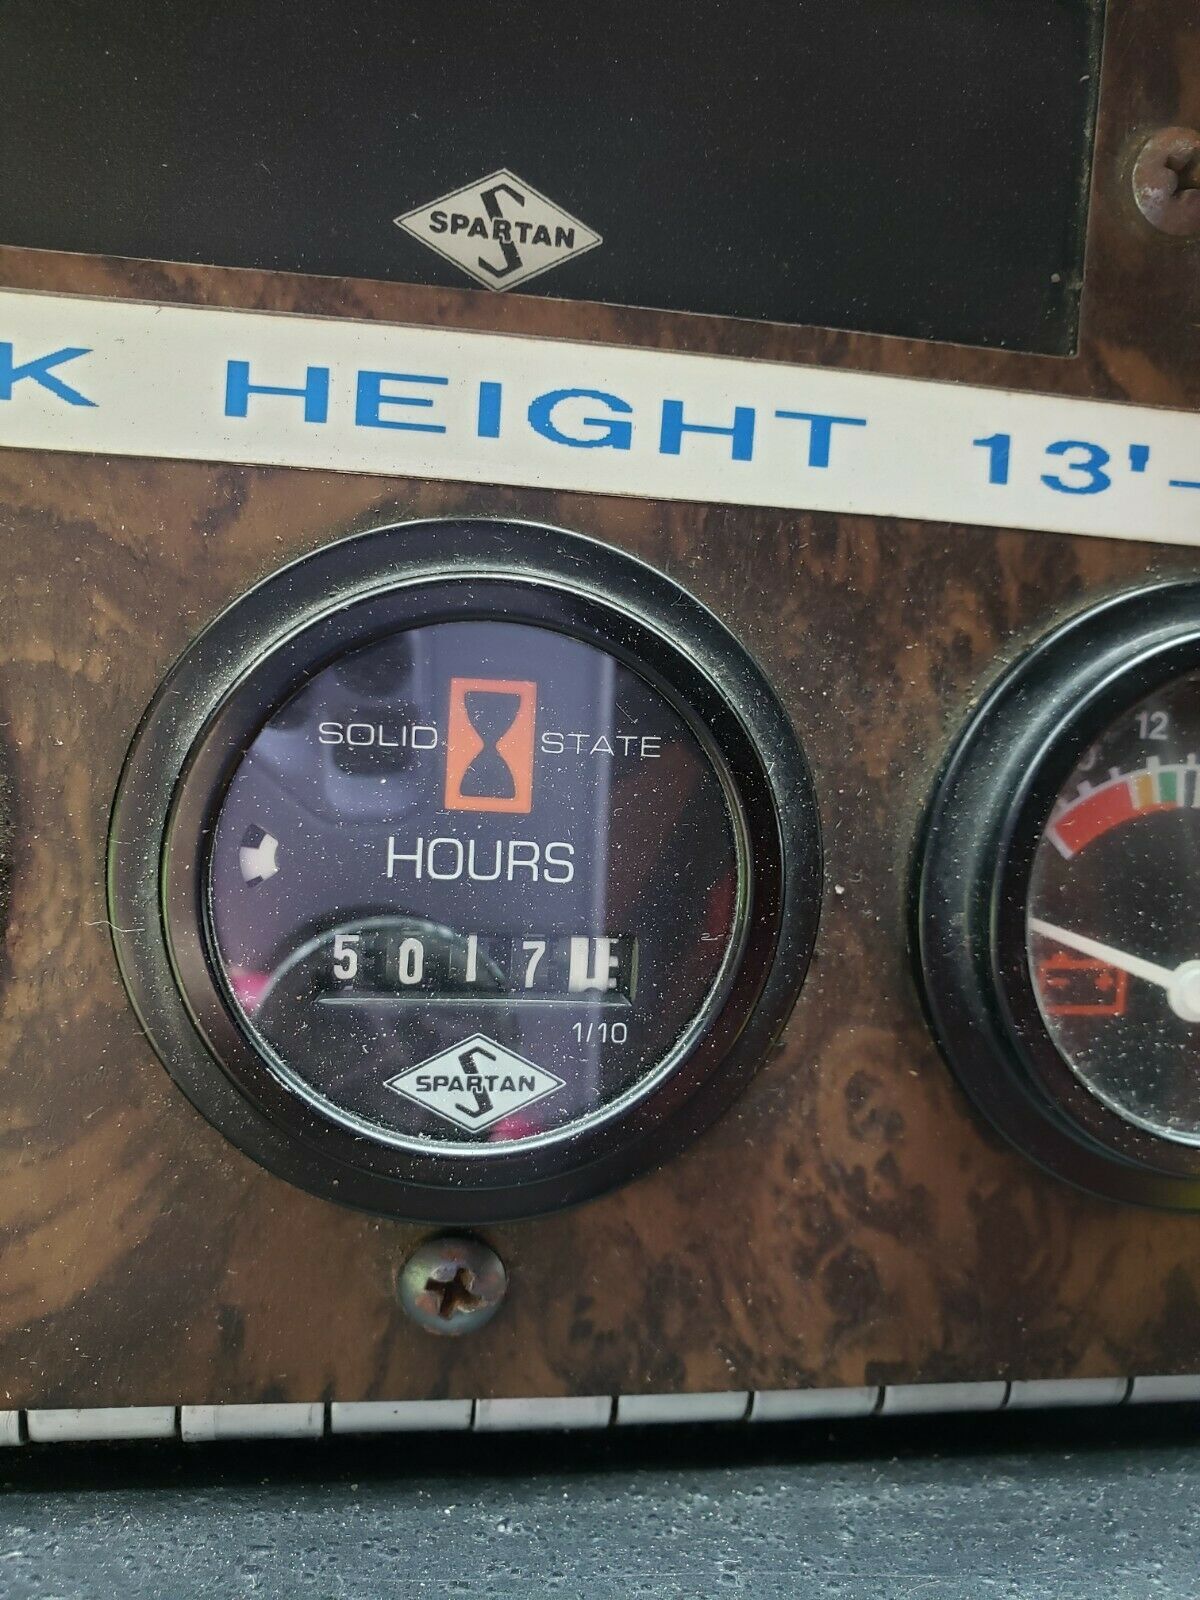 SPARTAN
K HEIGHT 13'-
SOLID STATE
HOURS
5017
1/10
SPARTAN
12